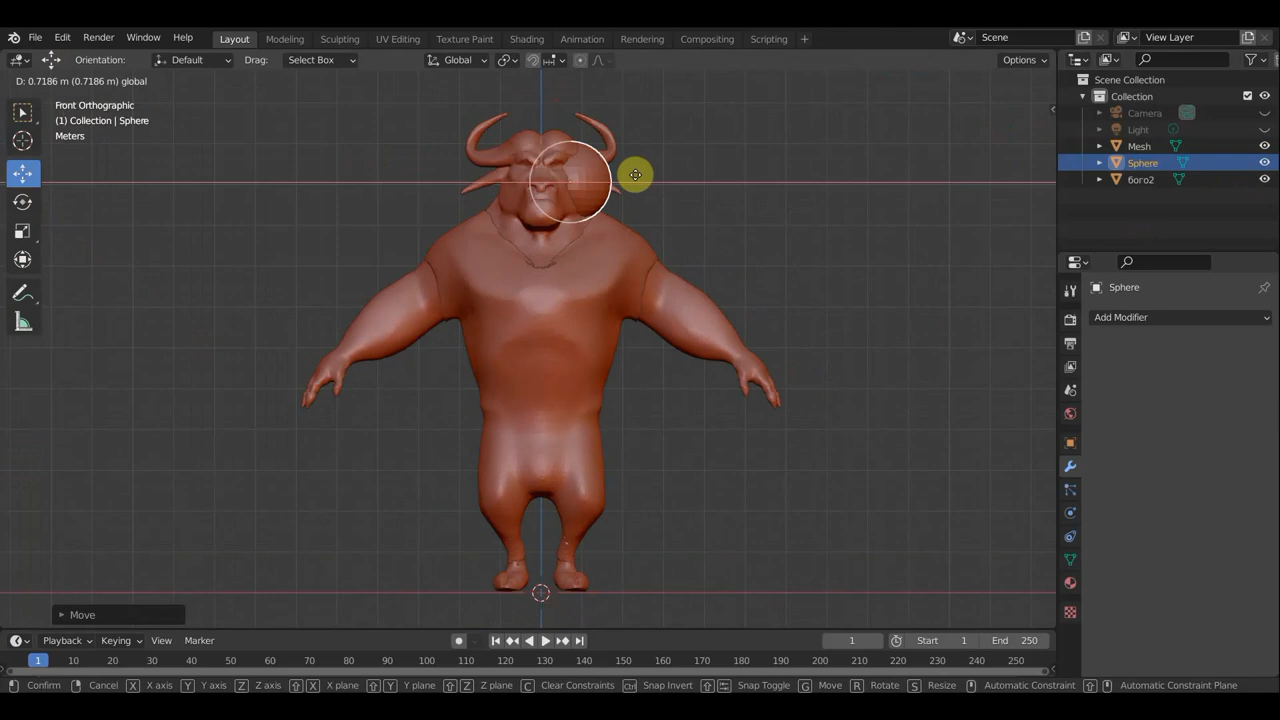 File Edit Render Window Help Layout Modeling Sculpting UV Editing Texture Paint Shading Animation Rendering Compositing Scripting + Scene View Layer
Orientation: Default Drag: Select Box Global Options
D: 0.7186 m (0.7186 m) global
Front Orthographic
(1) Collection | Sphere
Meters
Scene Collection
Collection
Camera
Light
Mesh
Sphere
бого2
Sphere
Add Modifier
Move
Playback Keying View Marker 1 Start 1 End 250
1 10 20 30 40 50 60 70 80 90 100 110 120 130 140 150 160 170 180 190 200 210 220 230 240 250
Confirm Cancel X X axis Y Y axis Z Z axis X X plane Y Y plane Z Z plane C Clear Constraints Ctrl Snap Invert Snap Toggle G Move R Rotate S Resize Automatic Constraint Automatic Constraint Plane